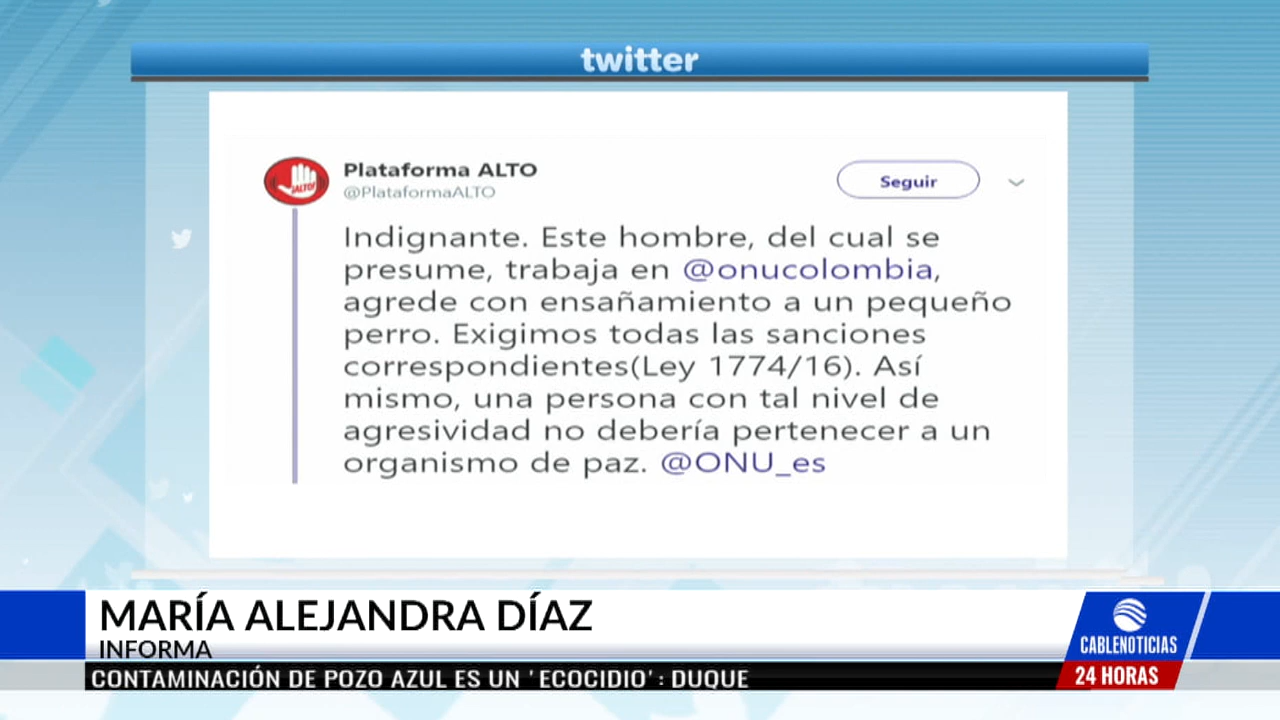 twitter
Plataforma ALTO
@PlataformaALTO
Seguir
¡ALTO!
Indignante. Este hombre, del cual se
presume, trabaja en @onucolombia,
agrede con ensañamiento a un pequeño
perro. Exigimos todas las sanciones
correspondientes(Ley 1774/16). Así
mismo, una persona con tal nivel de
agresividad no debería pertenecer a un
organismo de paz. @ONU_es
MARÍA ALEJANDRA DÍAZ
INFORMA
CONTAMINACIÓN DE POZO AZUL ES UN 'ECOCIDIO': DUQUE
CABLENOTICIAS
24 HORAS